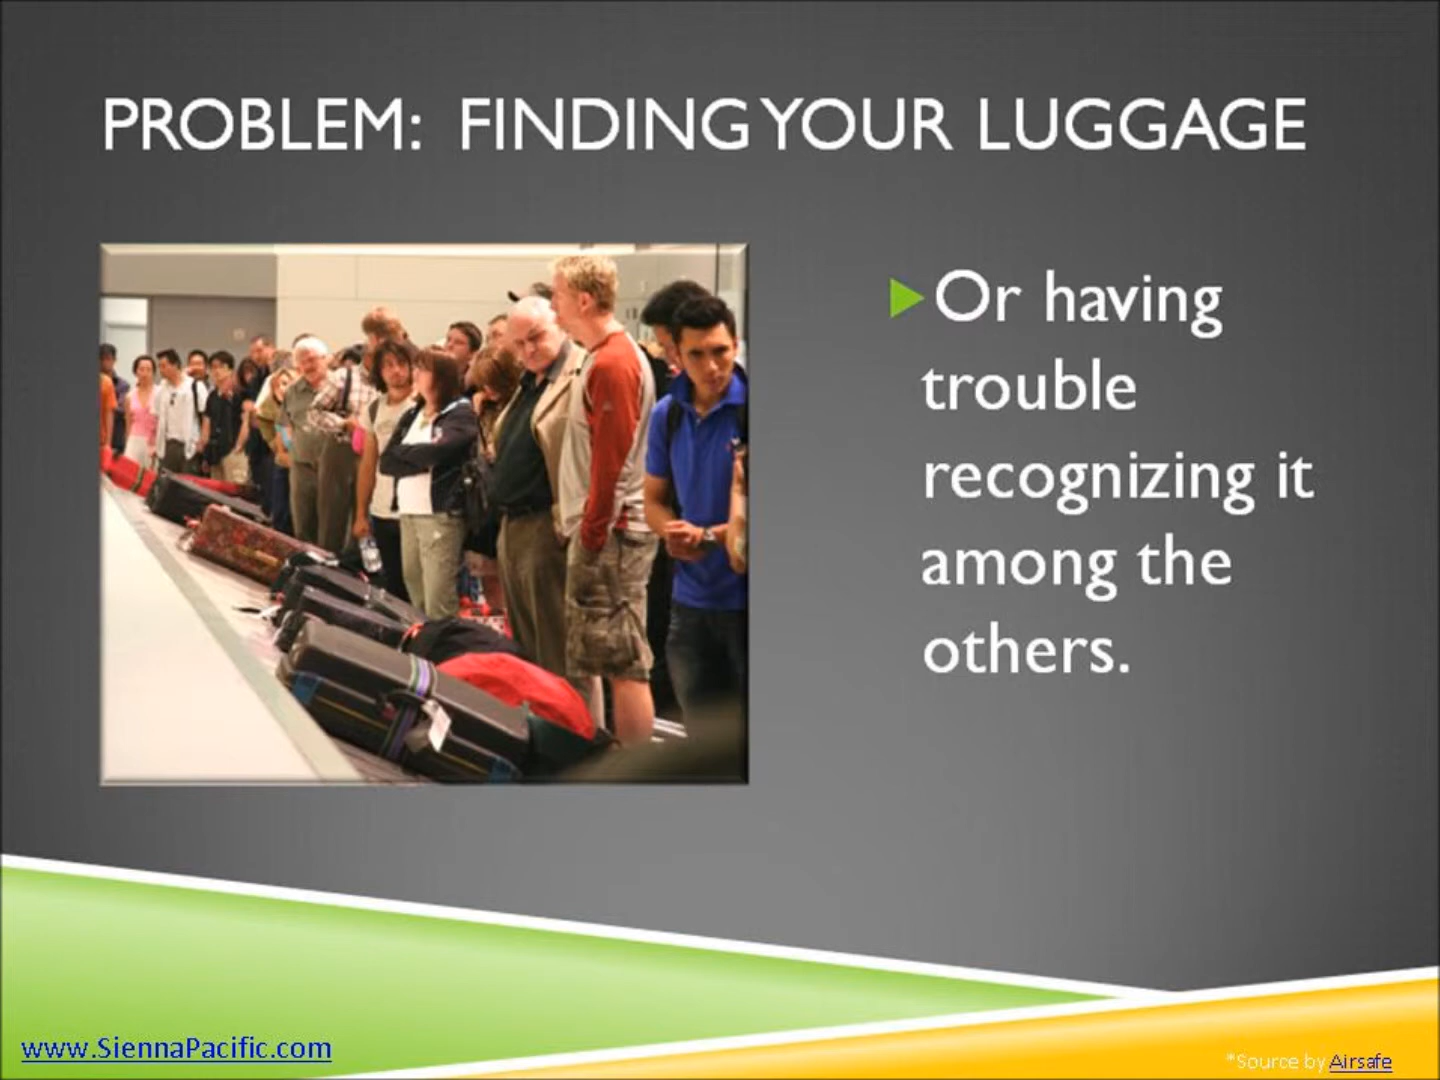 PROBLEM: FINDING YOUR LUGGAGE
Or having
trouble
recognizing it
among the
others.
www.SiennaPacific.com
*Source by Airsafe